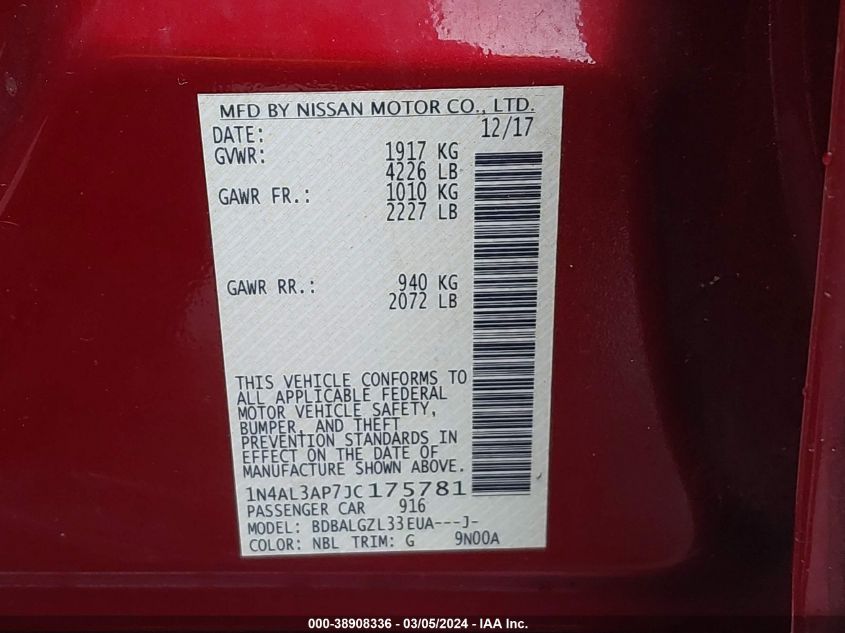 MFD BY NISSAN MOTOR CO., LTD.
DATE: 12/17
GVWR: 1917 KG
4226 LB
GAWR FR.: 1010 KG
2227 LB
GAWR RR.: 940 KG
2072 LB
THIS VEHICLE CONFORMS TO
ALL APPLICABLE FEDERAL
MOTOR VEHICLE SAFETY,
BUMPER, AND THEFT
PREVENTION STANDARDS IN
EFFECT ON THE DATE OF
MANUFACTURE SHOWN ABOVE.
1N4AL3AP7JC175781
PASSENGER CAR 916
MODEL: BDBALGZL33EUA---J-
COLOR: NBL TRIM: G 9N00A
000-38908336 - 03/05/2024 - IAA Inc.